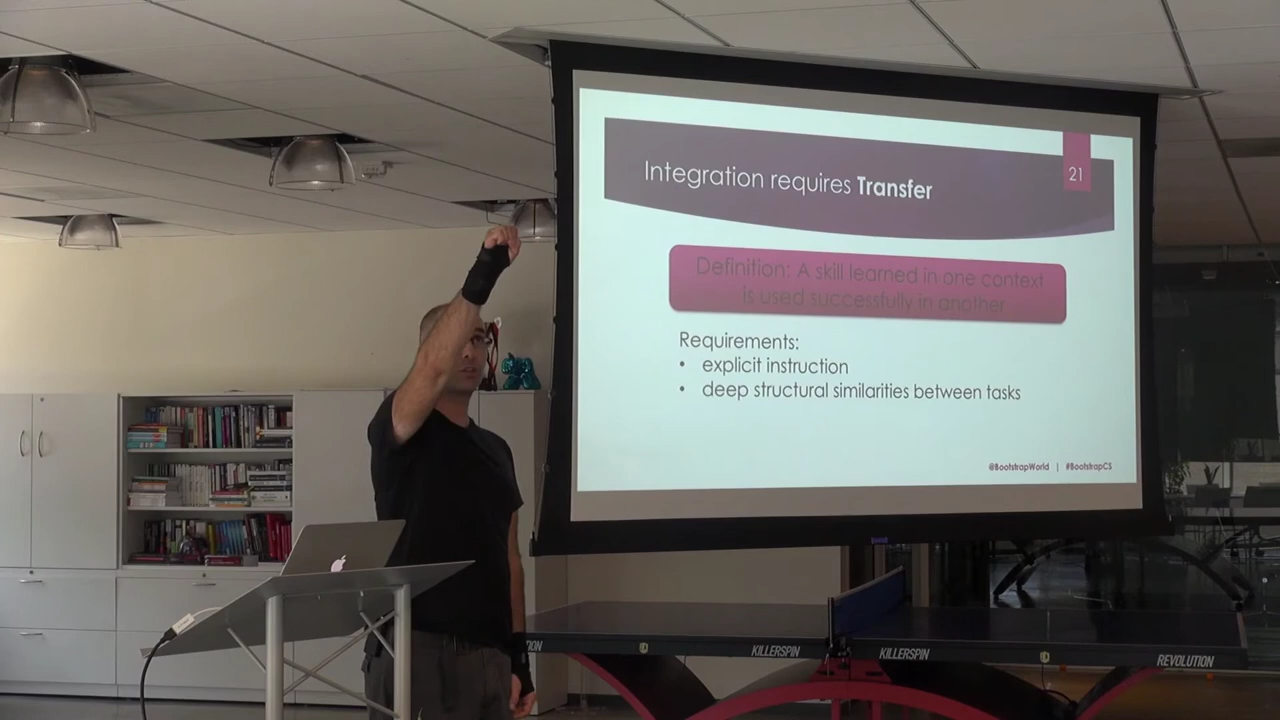 Integration requires Transfer
21
Definition: A skill learned in one context
is used successfully in another
Requirements:
• explicit instruction
• deep structural similarities between tasks
@BootstrapWorld | #BootstrapCS
KILLERSPIN
KILLERSPIN
REVOLUTION